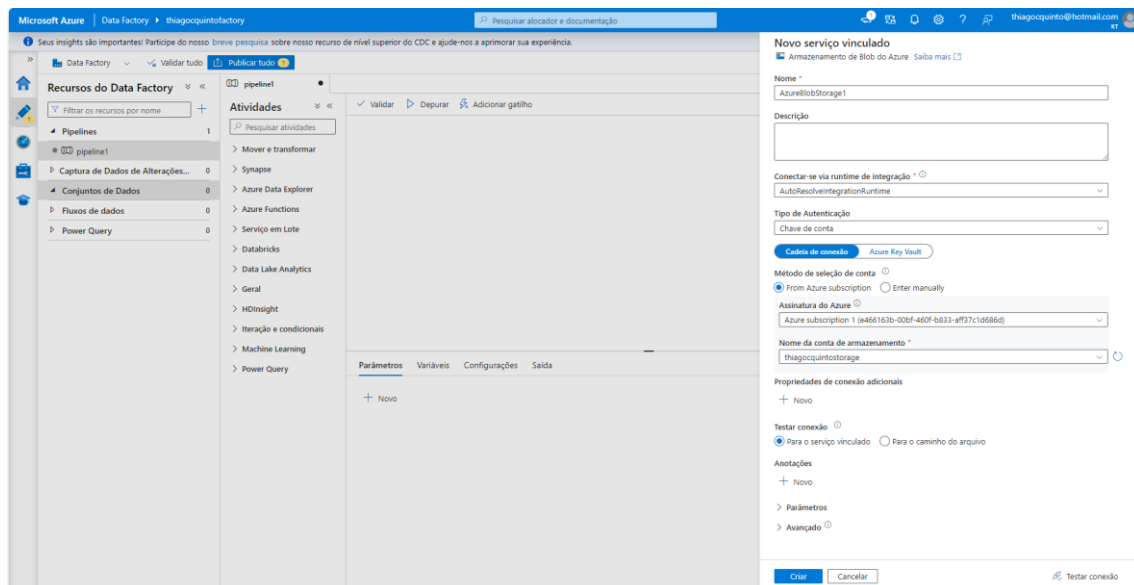 Microsoft Azure | Data Factory ▸ thiagocquintofactory
Pesquisar alocador e documentação
1
thiagocquinto@hotmail.com
KT
Seus insights são importantes! Participe do nosso breve pesquisa sobre nosso recurso de nível superior do CDC e ajude-nos a aprimorar sua experiência.
Data Factory
Validar tudo
Publicar tudo 1
Recursos do Data Factory
Filtrar os recursos por nome
Pipelines 1
pipeline1
Captura de Dados de Alterações... 0
Conjuntos de Dados 0
Fluxos de dados 0
Power Query 0
pipeline1
Atividades
Pesquisar atividades
Mover e transformar
Synapse
Azure Data Explorer
Azure Functions
Serviço em Lote
Databricks
Data Lake Analytics
Geral
HDInsight
Iteração e condicionais
Machine Learning
Power Query
Validar
Depurar
Adicionar gatilho
Parâmetros Variáveis Configurações Saída
+ Novo
Novo serviço vinculado
Armazenamento de Blob do Azure Saiba mais
Nome *
AzureBlobStorage1
Descrição
Conectar-se via runtime de integração *
AutoResolveIntegrationRuntime
Tipo de Autenticação
Chave de conta
Cadeia de conexão Azure Key Vault
Método de seleção de conta
From Azure subscription Enter manually
Assinatura do Azure
Azure subscription 1 (e466163b-00bf-460f-b833-aff37c1d686d)
Nome da conta de armazenamento *
thiagocquintostorage
Propriedades de conexão adicionais
+ Novo
Testar conexão
Para o serviço vinculado Para o caminho do arquivo
Anotações
+ Novo
Parâmetros
Avançado
Criar Cancelar Testar conexão